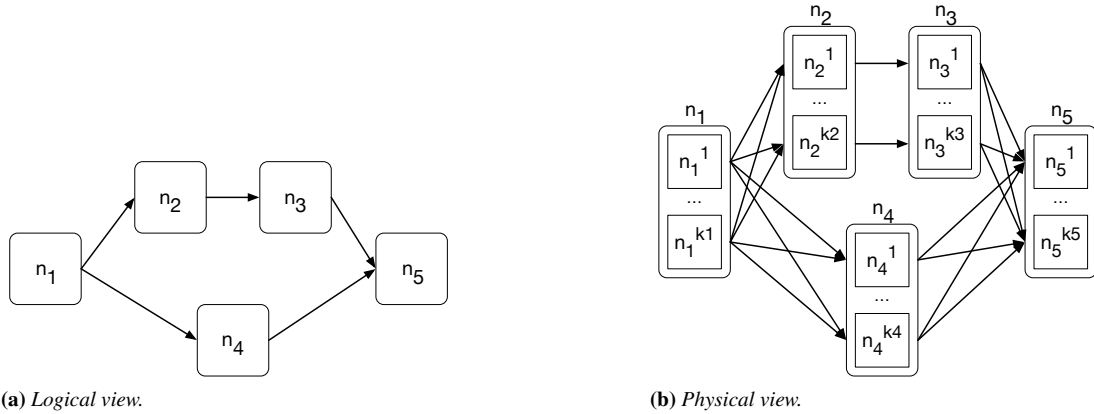 n1
n2
n3
n4
n5
(a) Logical view.
n1
n1^1
...
n1^k1
n2
n2^1
...
n2^k2
n3
n3^1
...
n3^k3
n4
n4^1
...
n4^k4
n5
n5^1
...
n5^k5
(b) Physical view.